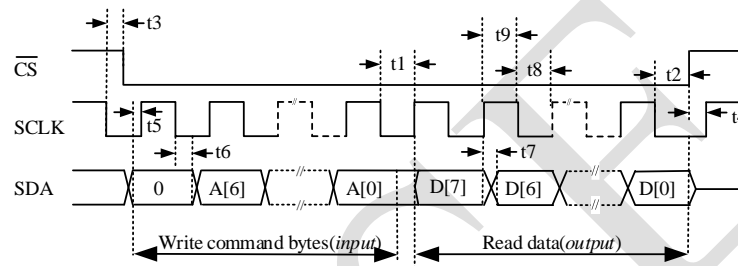 t3
t9
CS
t1
t8
t2
SCLK
t5
t4
t6
t7
SDA
0
A[6]
A[0]
D[7]
D[6]
D[0]
Write command bytes(input)
Read data(output)